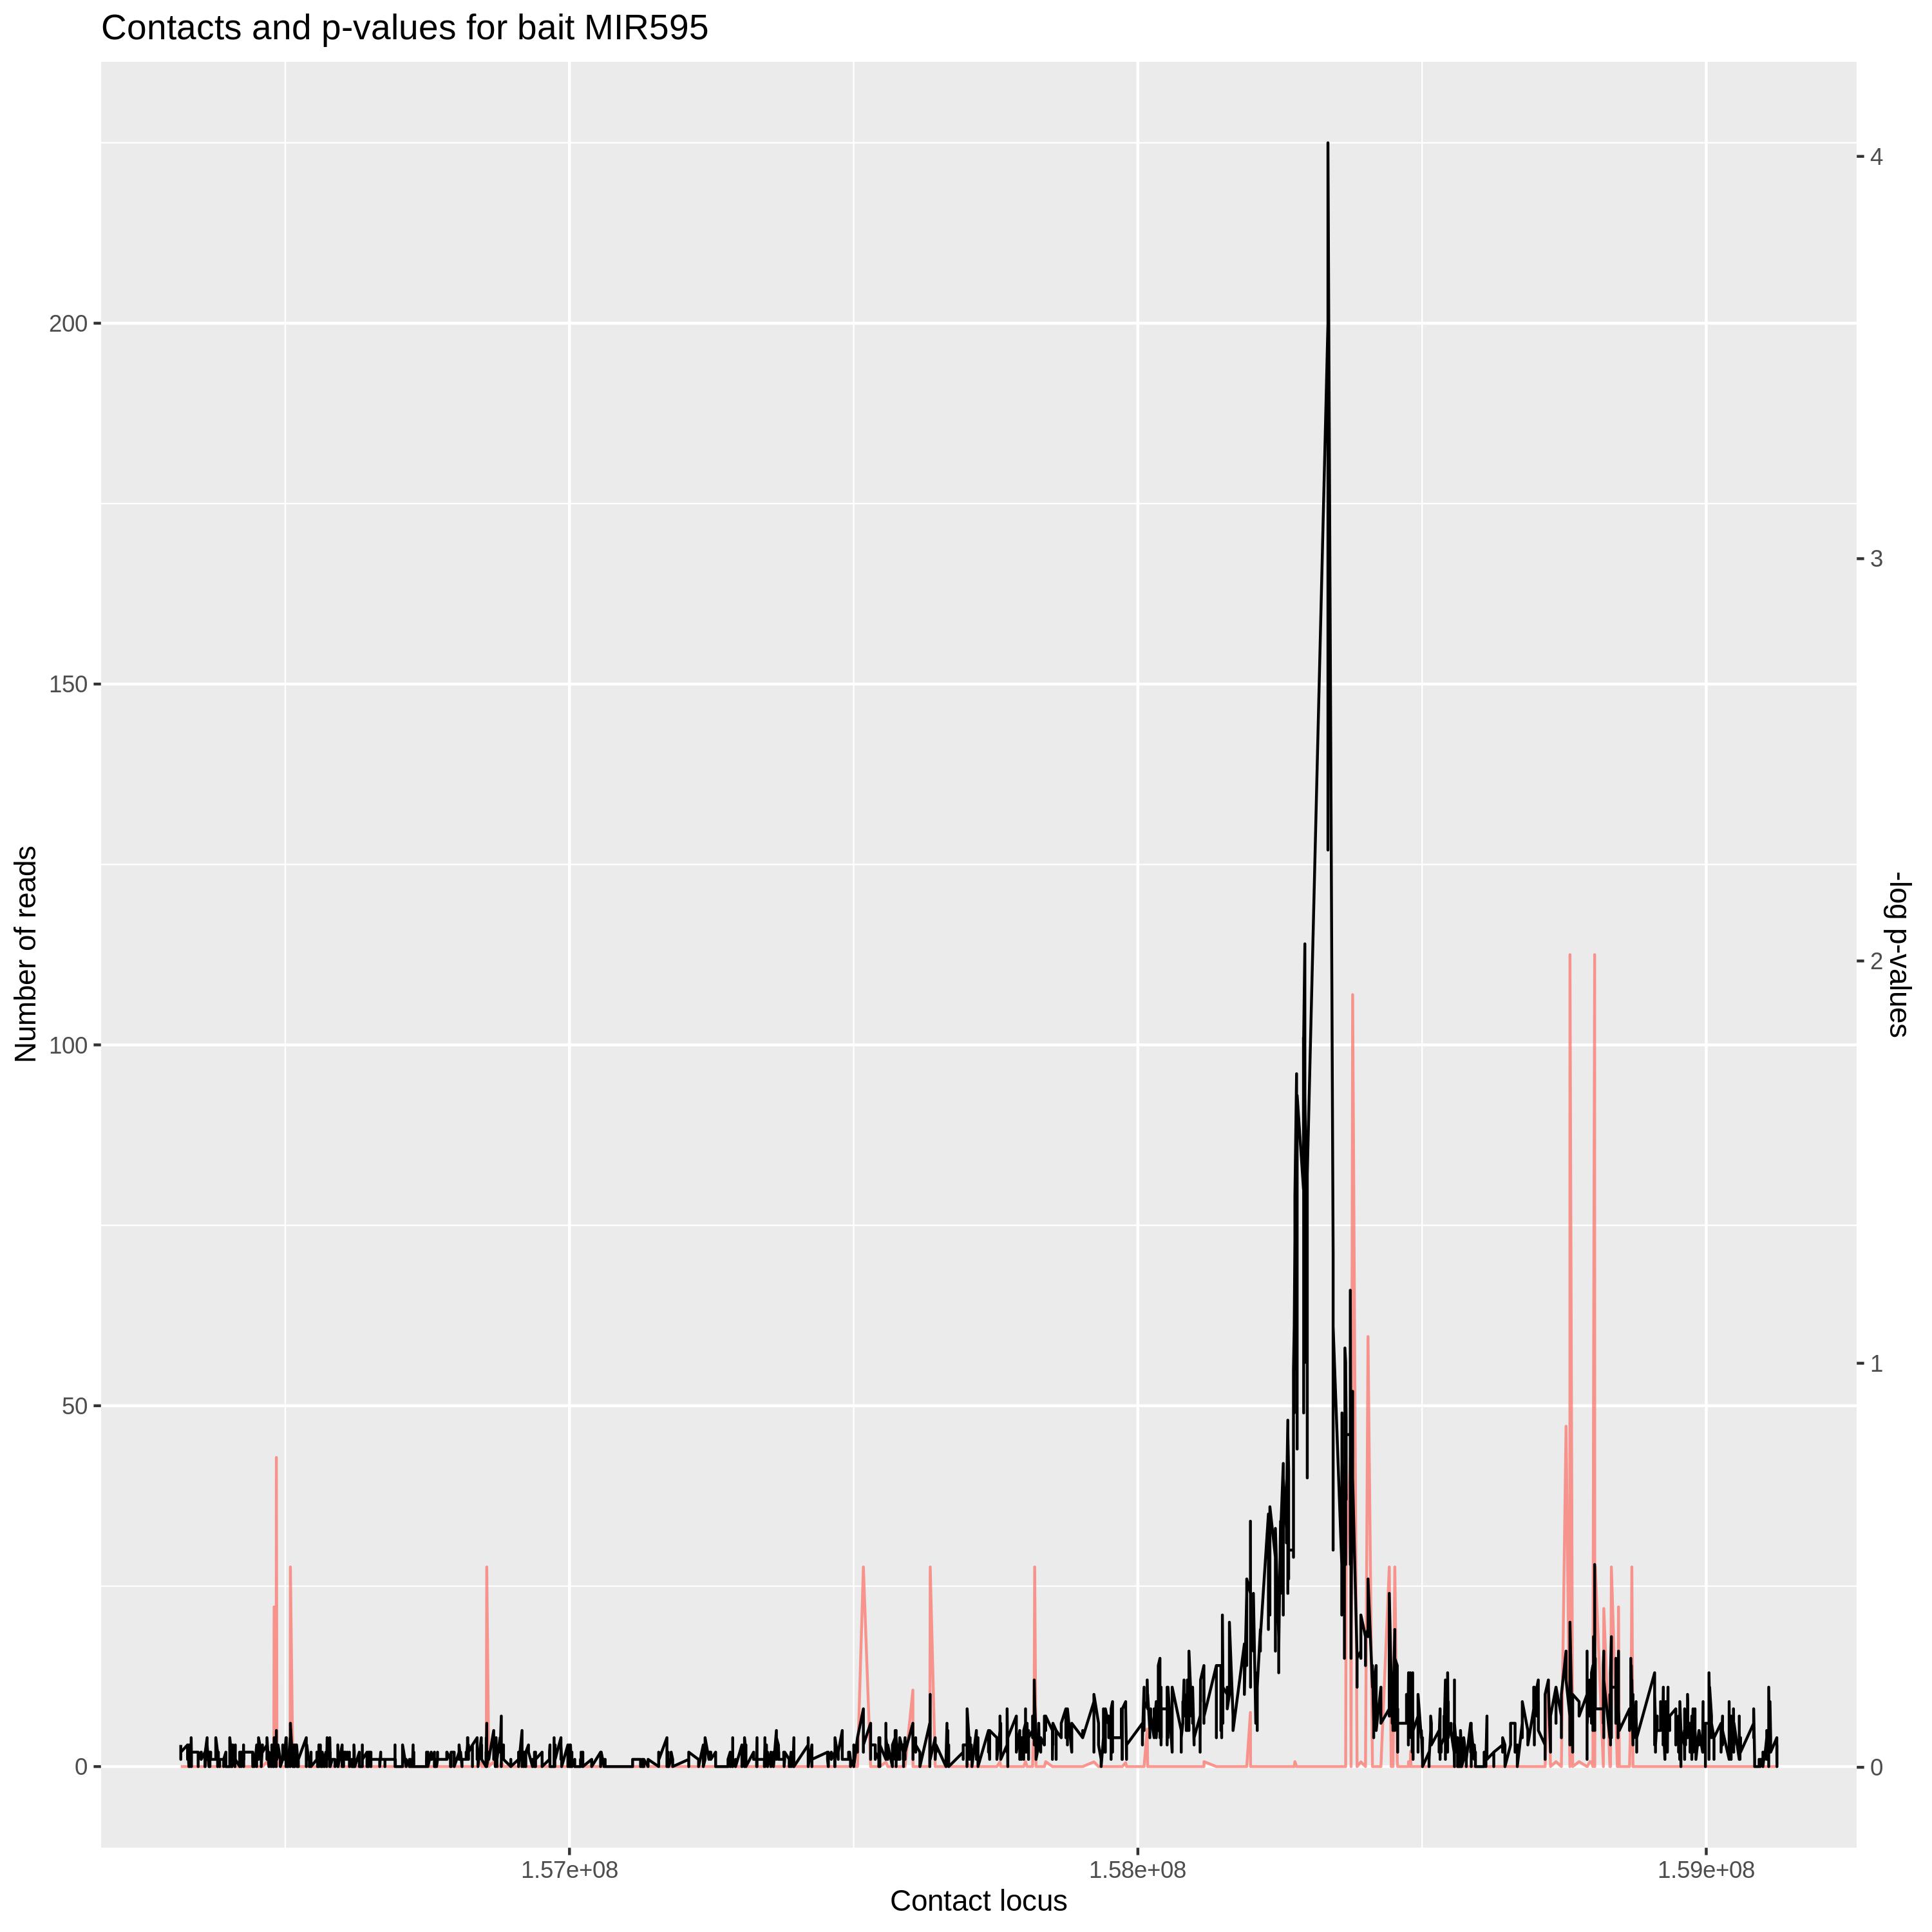 Contacts and p-values for bait MIR595
Number of reads
200
150
100
50
0
4
3
2
1
0
-log p-values
1.57e+08
1.58e+08
1.59e+08
Contact locus